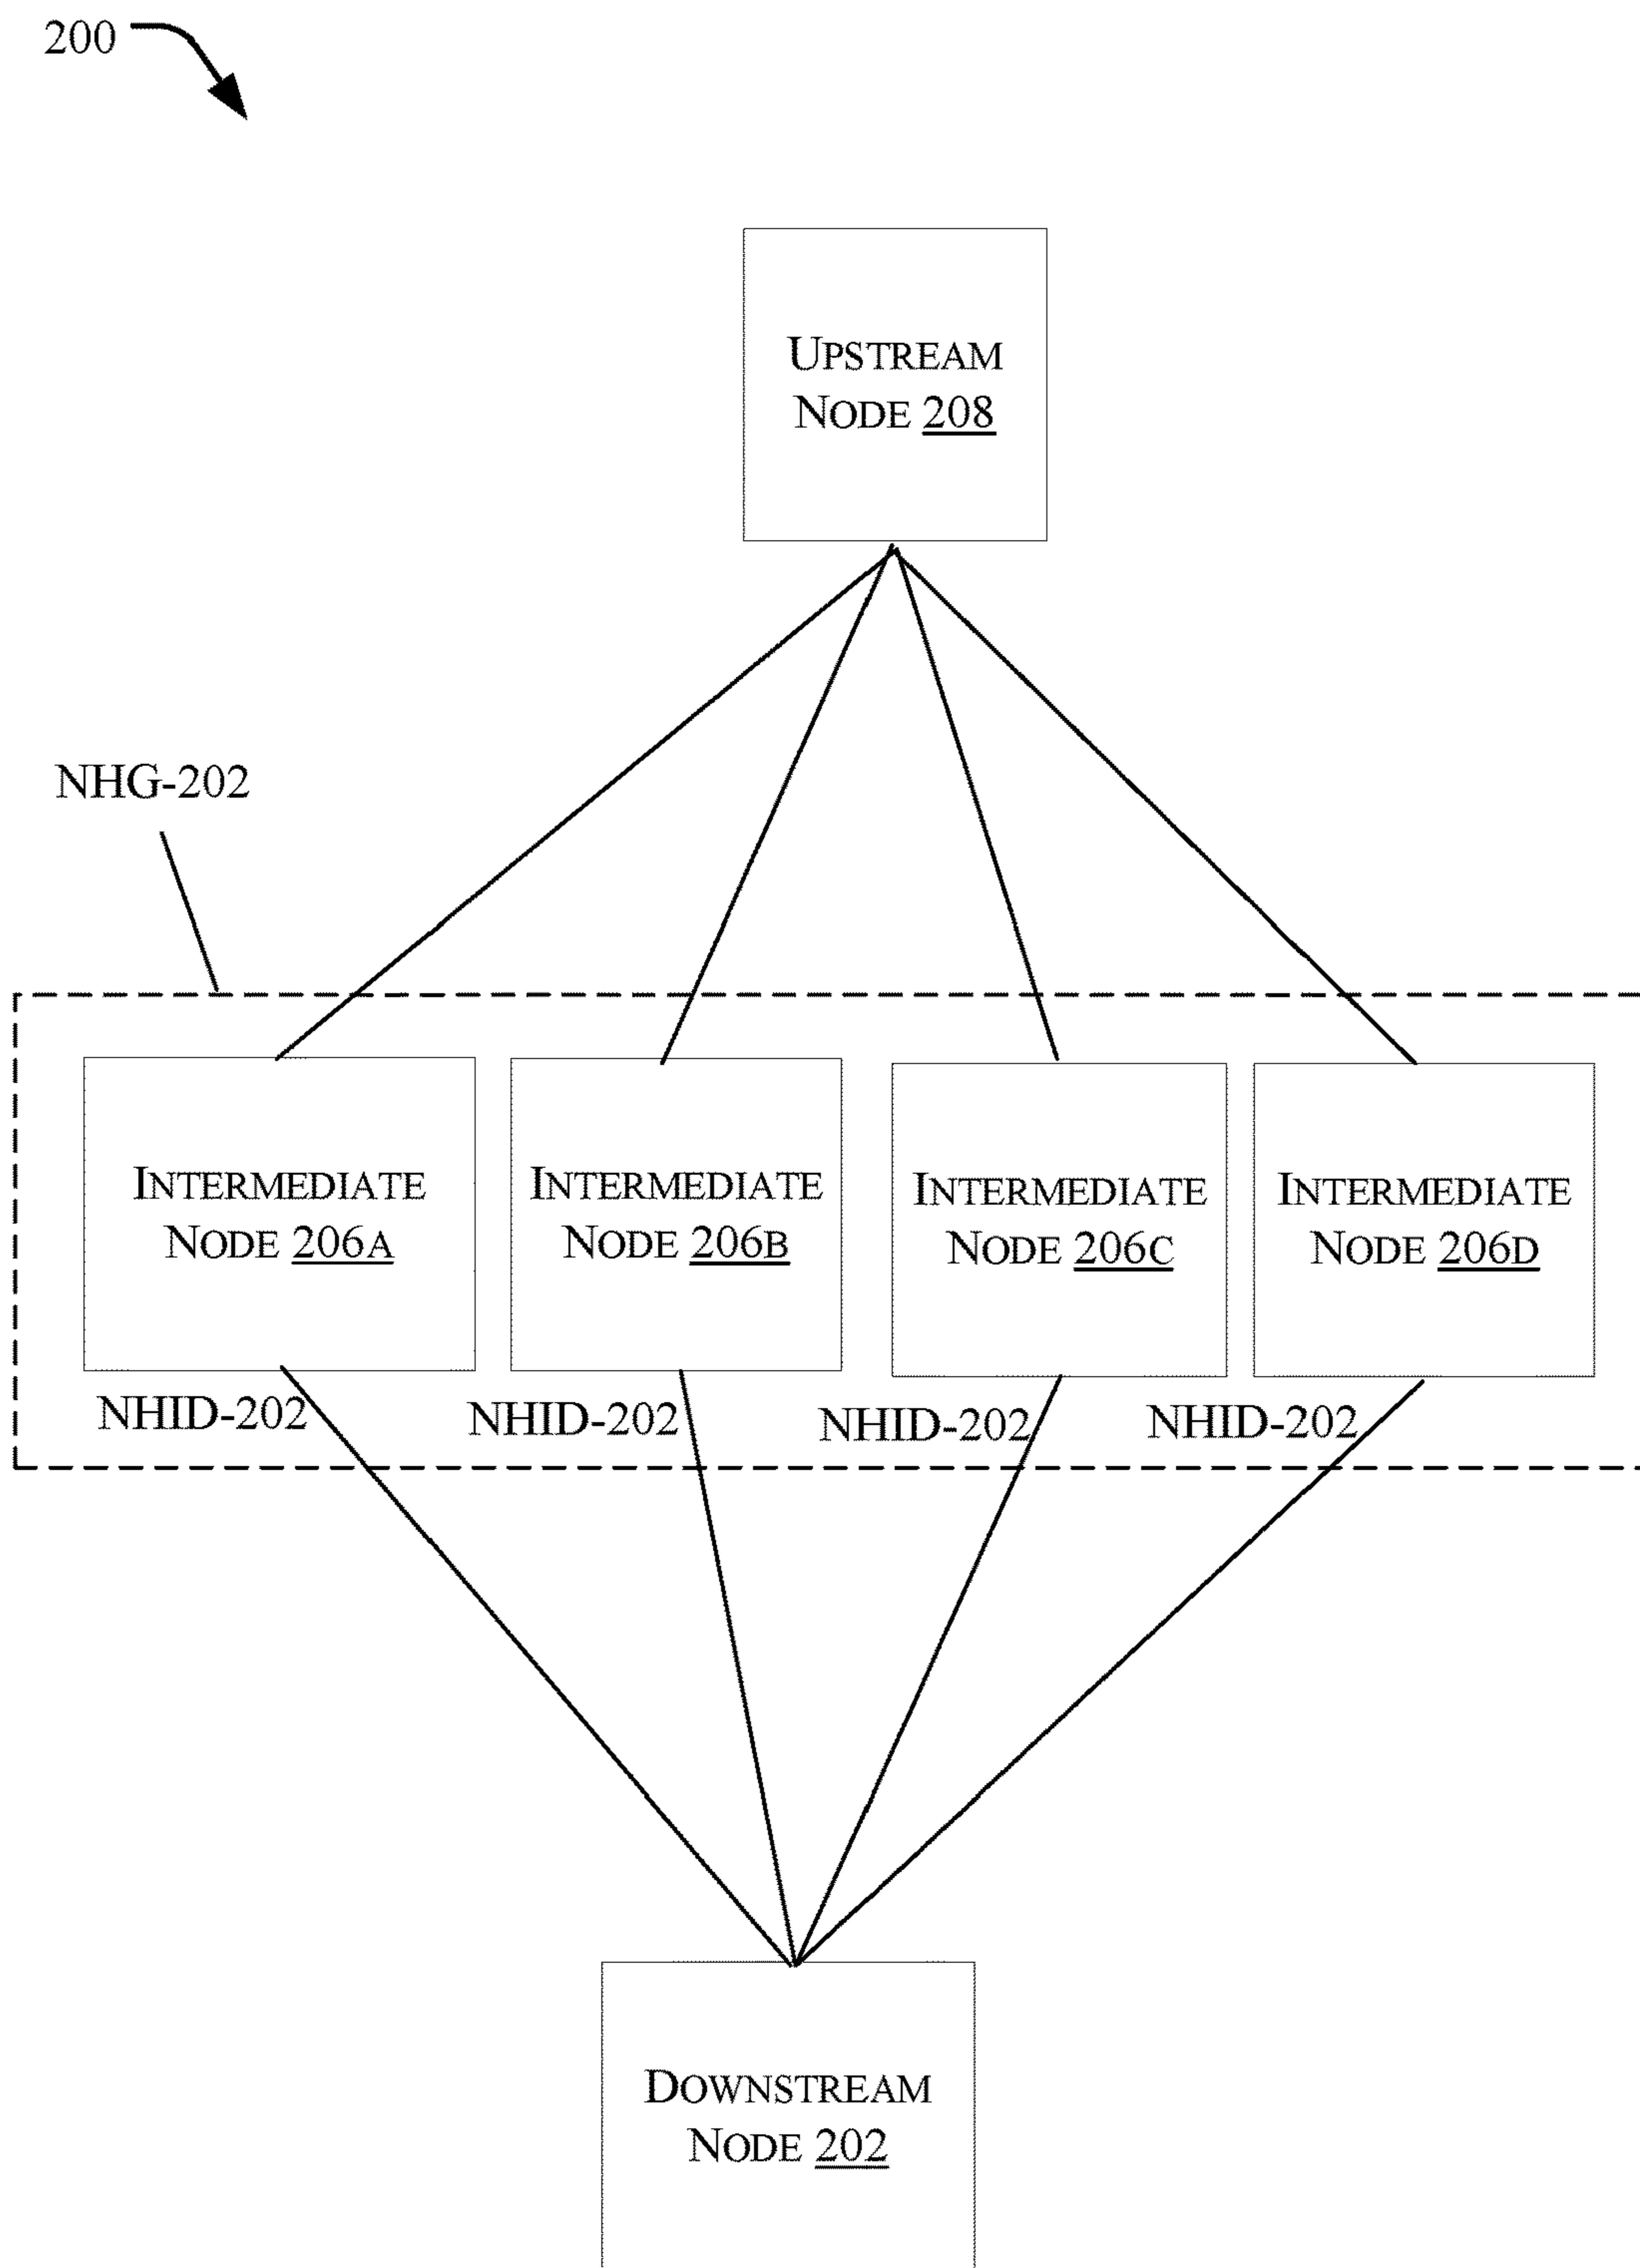 200
UPSTREAM
NODE 208
NHG-202
INTERMEDIATE
NODE 206A
INTERMEDIATE
NODE 206B
INTERMEDIATE
NODE 206C
INTERMEDIATE
NODE 206D
NHID-202
NHID-202
NHID-202
NHID-202
DOWNSTREAM
NODE 202